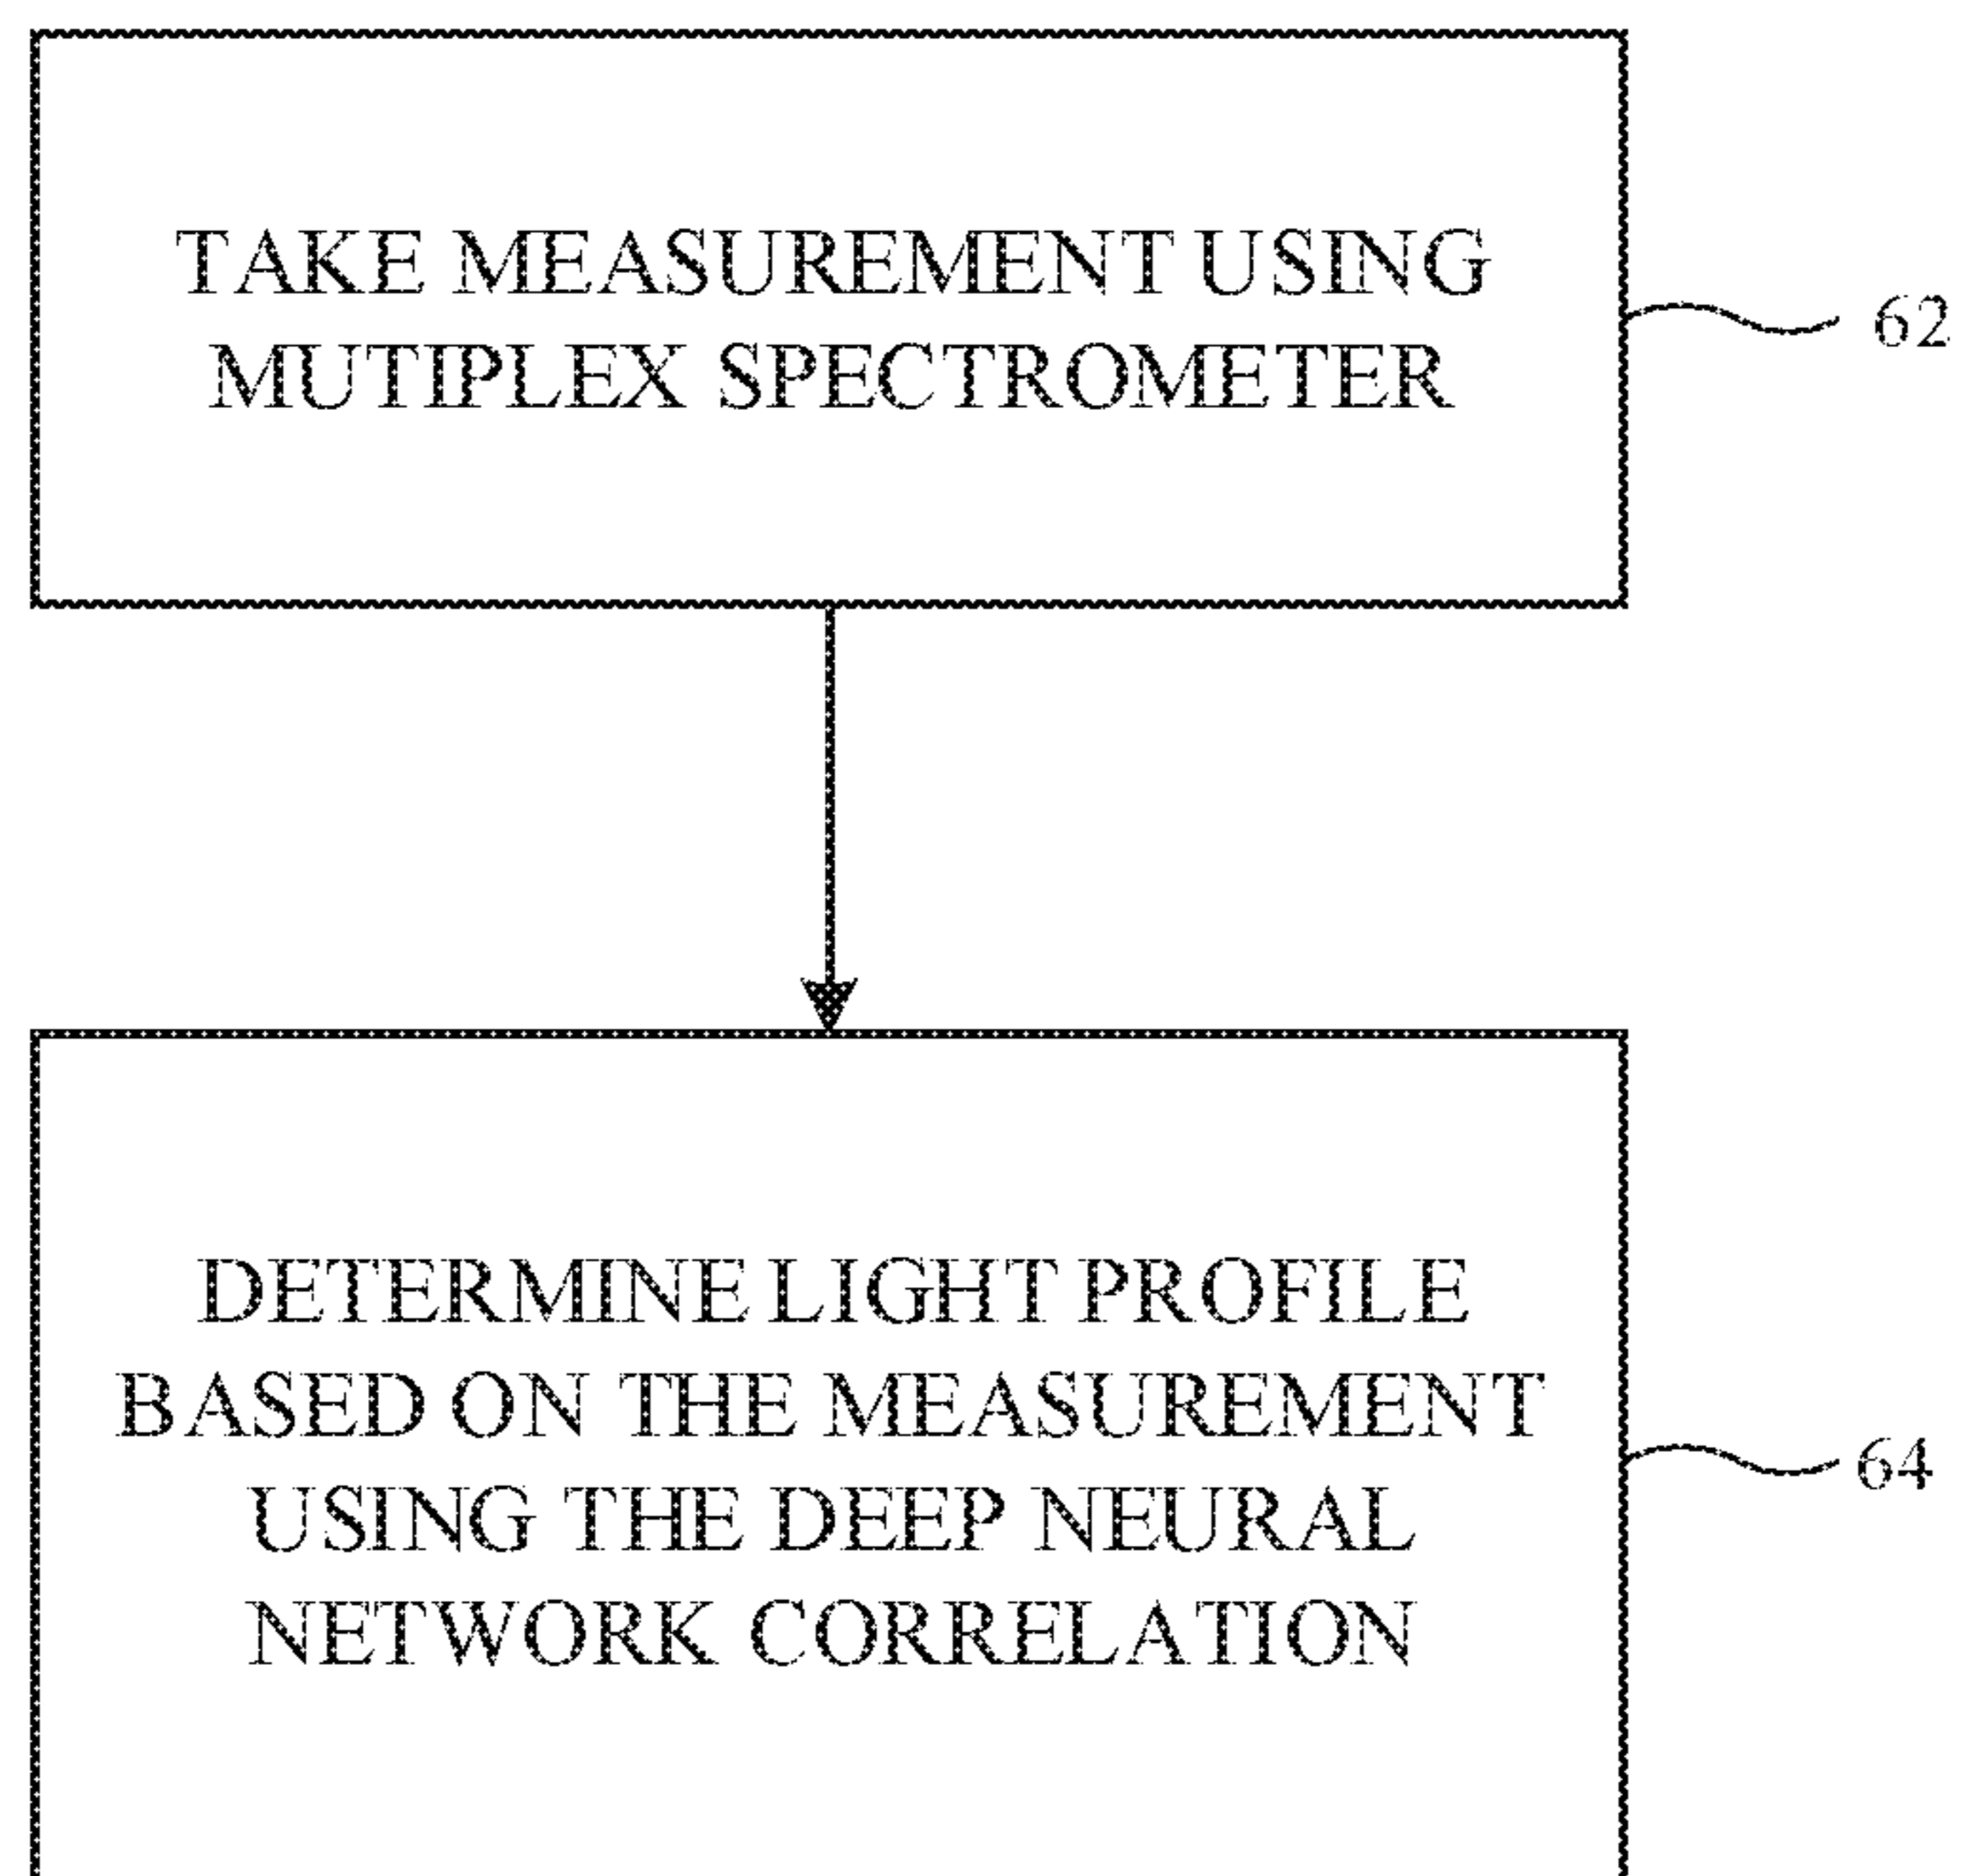 TAKE MEASUREMENT USING
MUTIPLEX SPECTROMETER
62
DETERMINE LIGHT PROFILE
BASED ON THE MEASUREMENT
USING THE DEEP NEURAL
NETWORK CORRELATION
64